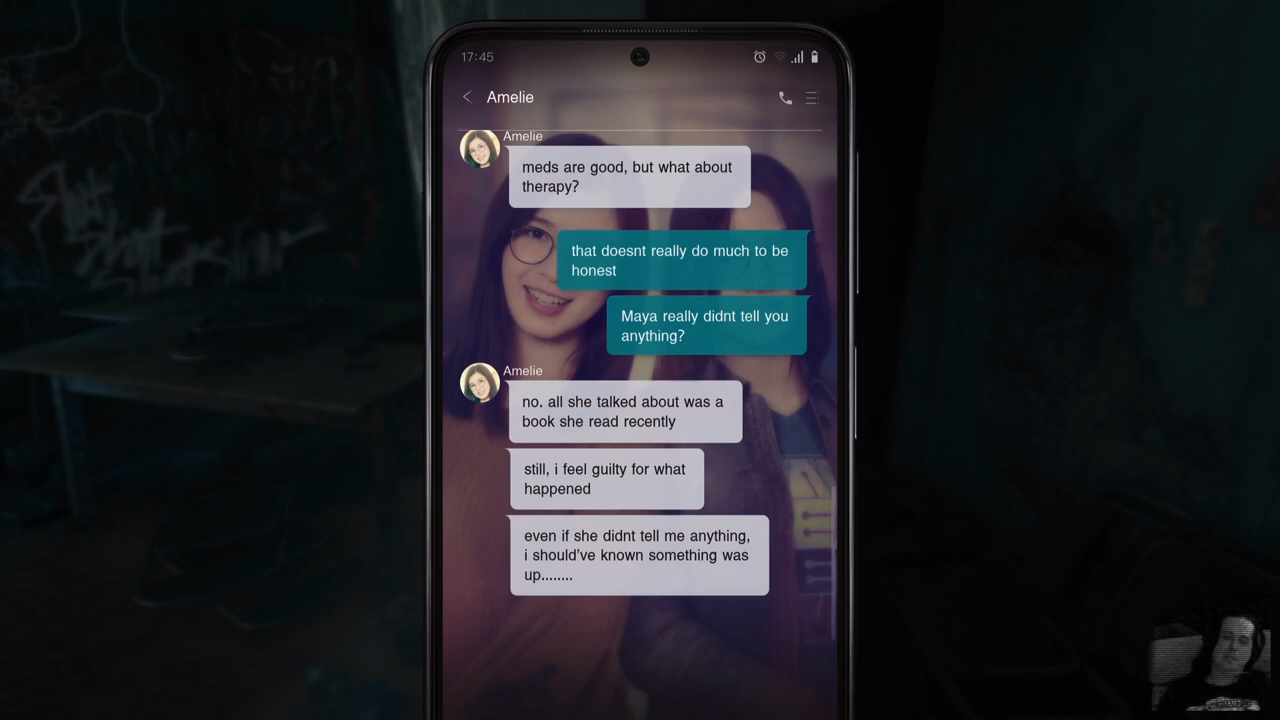 17:45
Amelie
Amelie
meds are good, but what about
therapy?
that doesnt really do much to be
honest
Maya really didnt tell you
anything?
Amelie
no. all she talked about was a
book she read recently
still, i feel guilty for what
happened
even if she didnt tell me anything,
i should've known something was
up........